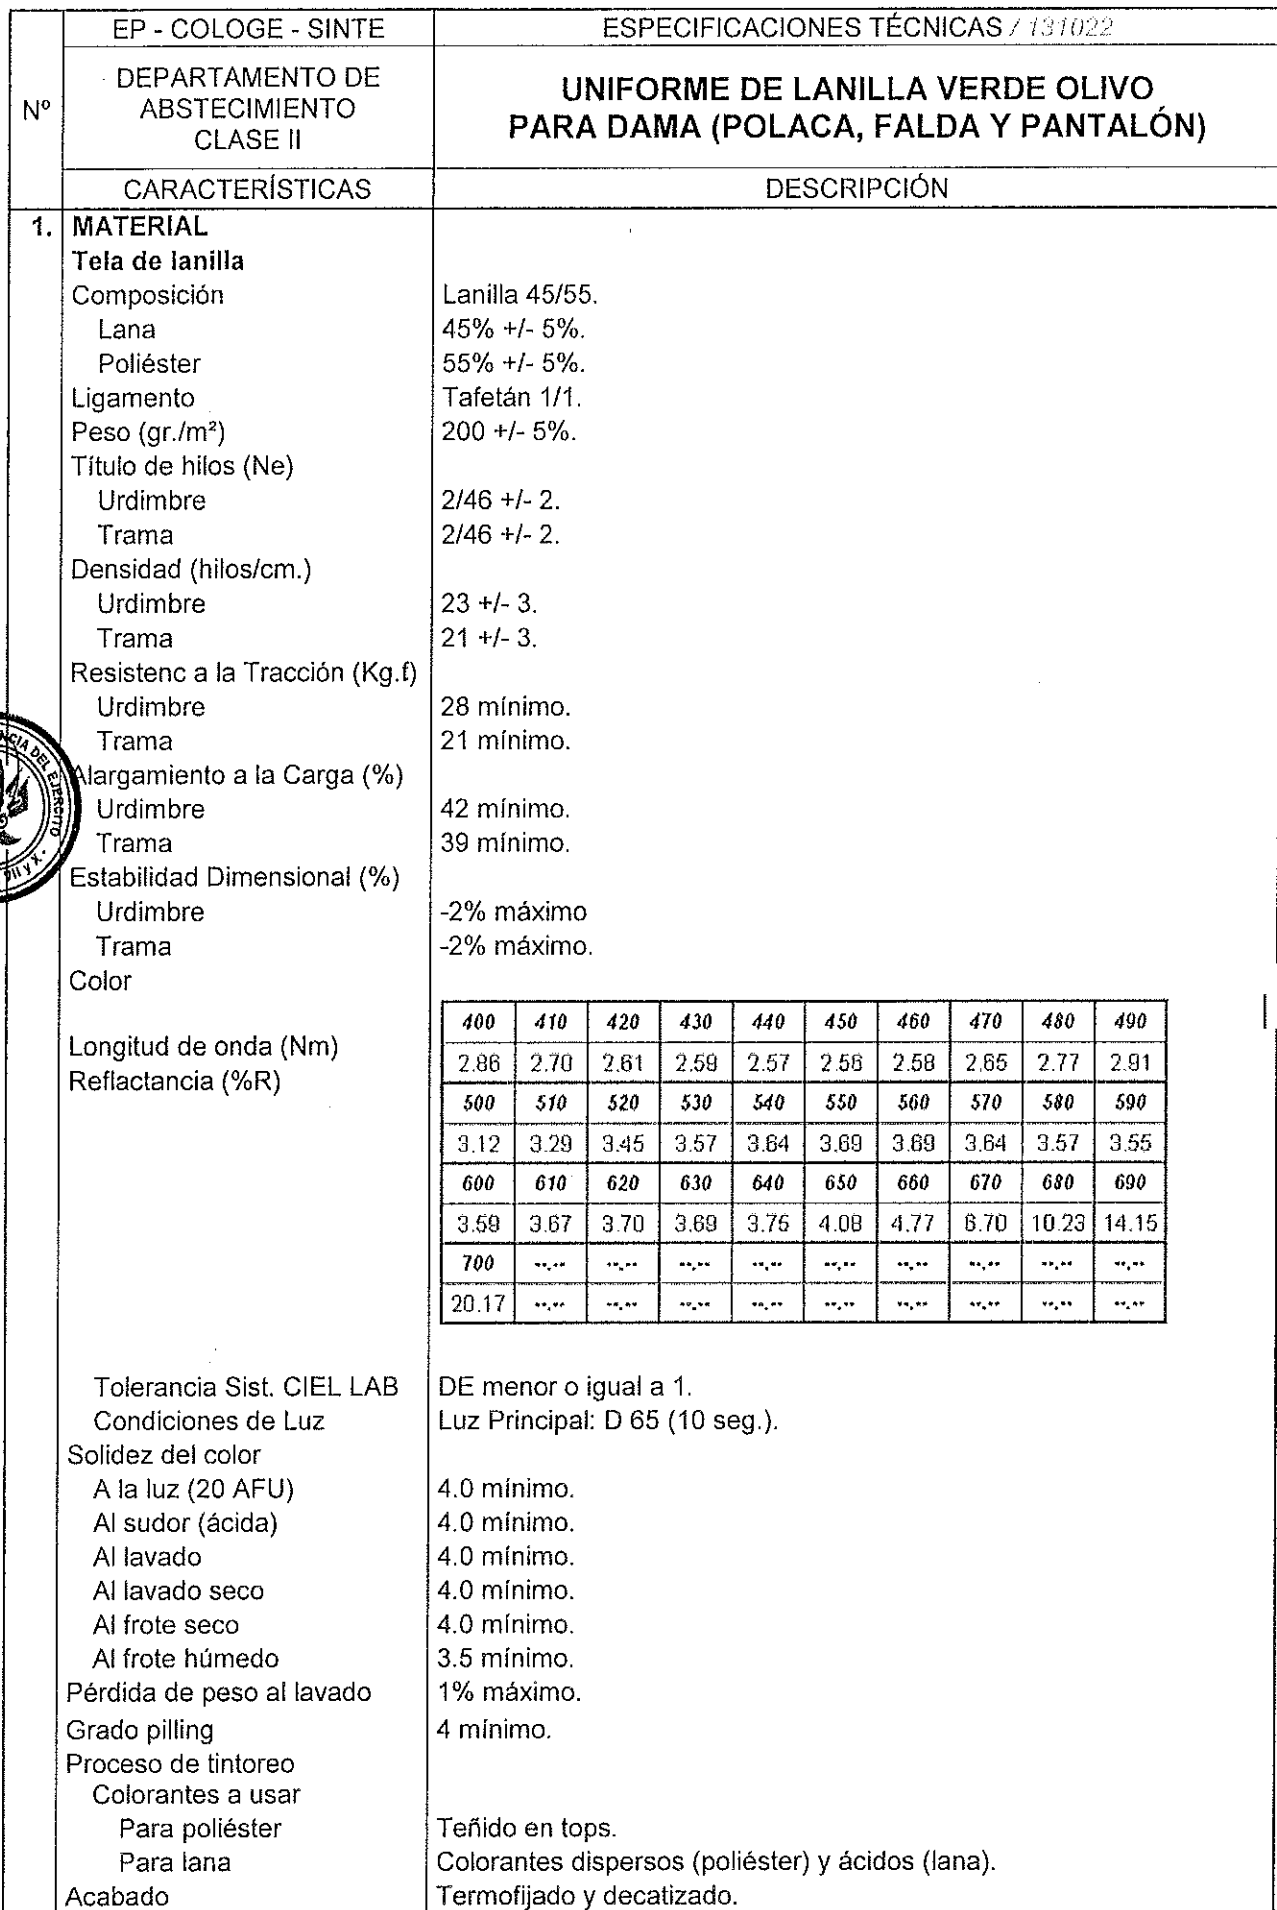 EP - COLOGE - SINTE ESPECIFICACIONES TÉCNICAS / 131022
Nº DEPARTAMENTO DE ABSTECIMIENTO CLASE II UNIFORME DE LANILLA VERDE OLIVO PARA DAMA (POLACA, FALDA Y PANTALÓN)
CARACTERÍSTICAS DESCRIPCIÓN
1. MATERIAL
Tela de lanilla
Composición Lanilla 45/55.
Lana 45% +/- 5%.
Poliéster 55% +/- 5%.
Ligamento Tafetán 1/1.
Peso (gr./m²) 200 +/- 5%.
Título de hilos (Ne)
Urdimbre 2/46 +/- 2.
Trama 2/46 +/- 2.
Densidad (hilos/cm.)
Urdimbre 23 +/- 3.
Trama 21 +/- 3.
Resistenc a la Tracción (Kg.f)
Urdimbre 28 mínimo.
Trama 21 mínimo.
Alargamiento a la Carga (%)
Urdimbre 42 mínimo.
Trama 39 mínimo.
Estabilidad Dimensional (%)
Urdimbre -2% máximo
Trama -2% máximo.
Color
Longitud de onda (Nm)
Reflactancia (%R)
400 410 420 430 440 450 460 470 480 490
2.86 2.70 2.61 2.59 2.57 2.56 2.58 2.65 2.77 2.91
500 510 520 530 540 550 560 570 580 590
3.12 3.29 3.45 3.57 3.64 3.69 3.69 3.64 3.57 3.55
600 610 620 630 640 650 660 670 680 690
3.59 3.67 3.70 3.69 3.75 4.08 4.77 6.70 10.23 14.15
700 --.-- --.-- --.-- --.-- --.-- --.-- --.-- --.-- --.--
20.17 --.-- --.-- --.-- --.-- --.-- --.-- --.-- --.-- --.--
Tolerancia Sist. CIEL LAB DE menor o igual a 1.
Condiciones de Luz Luz Principal: D 65 (10 seg.).
Solidez del color
A la luz (20 AFU) 4.0 mínimo.
Al sudor (ácida) 4.0 mínimo.
Al lavado 4.0 mínimo.
Al lavado seco 4.0 mínimo.
Al frote seco 4.0 mínimo.
Al frote húmedo 3.5 mínimo.
Pérdida de peso al lavado 1% máximo.
Grado pilling 4 mínimo.
Proceso de tintoreo
Colorantes a usar
Para poliéster Teñido en tops.
Para lana Colorantes dispersos (poliéster) y ácidos (lana).
Acabado Termofijado y decatizado.
DEL EJERCITO